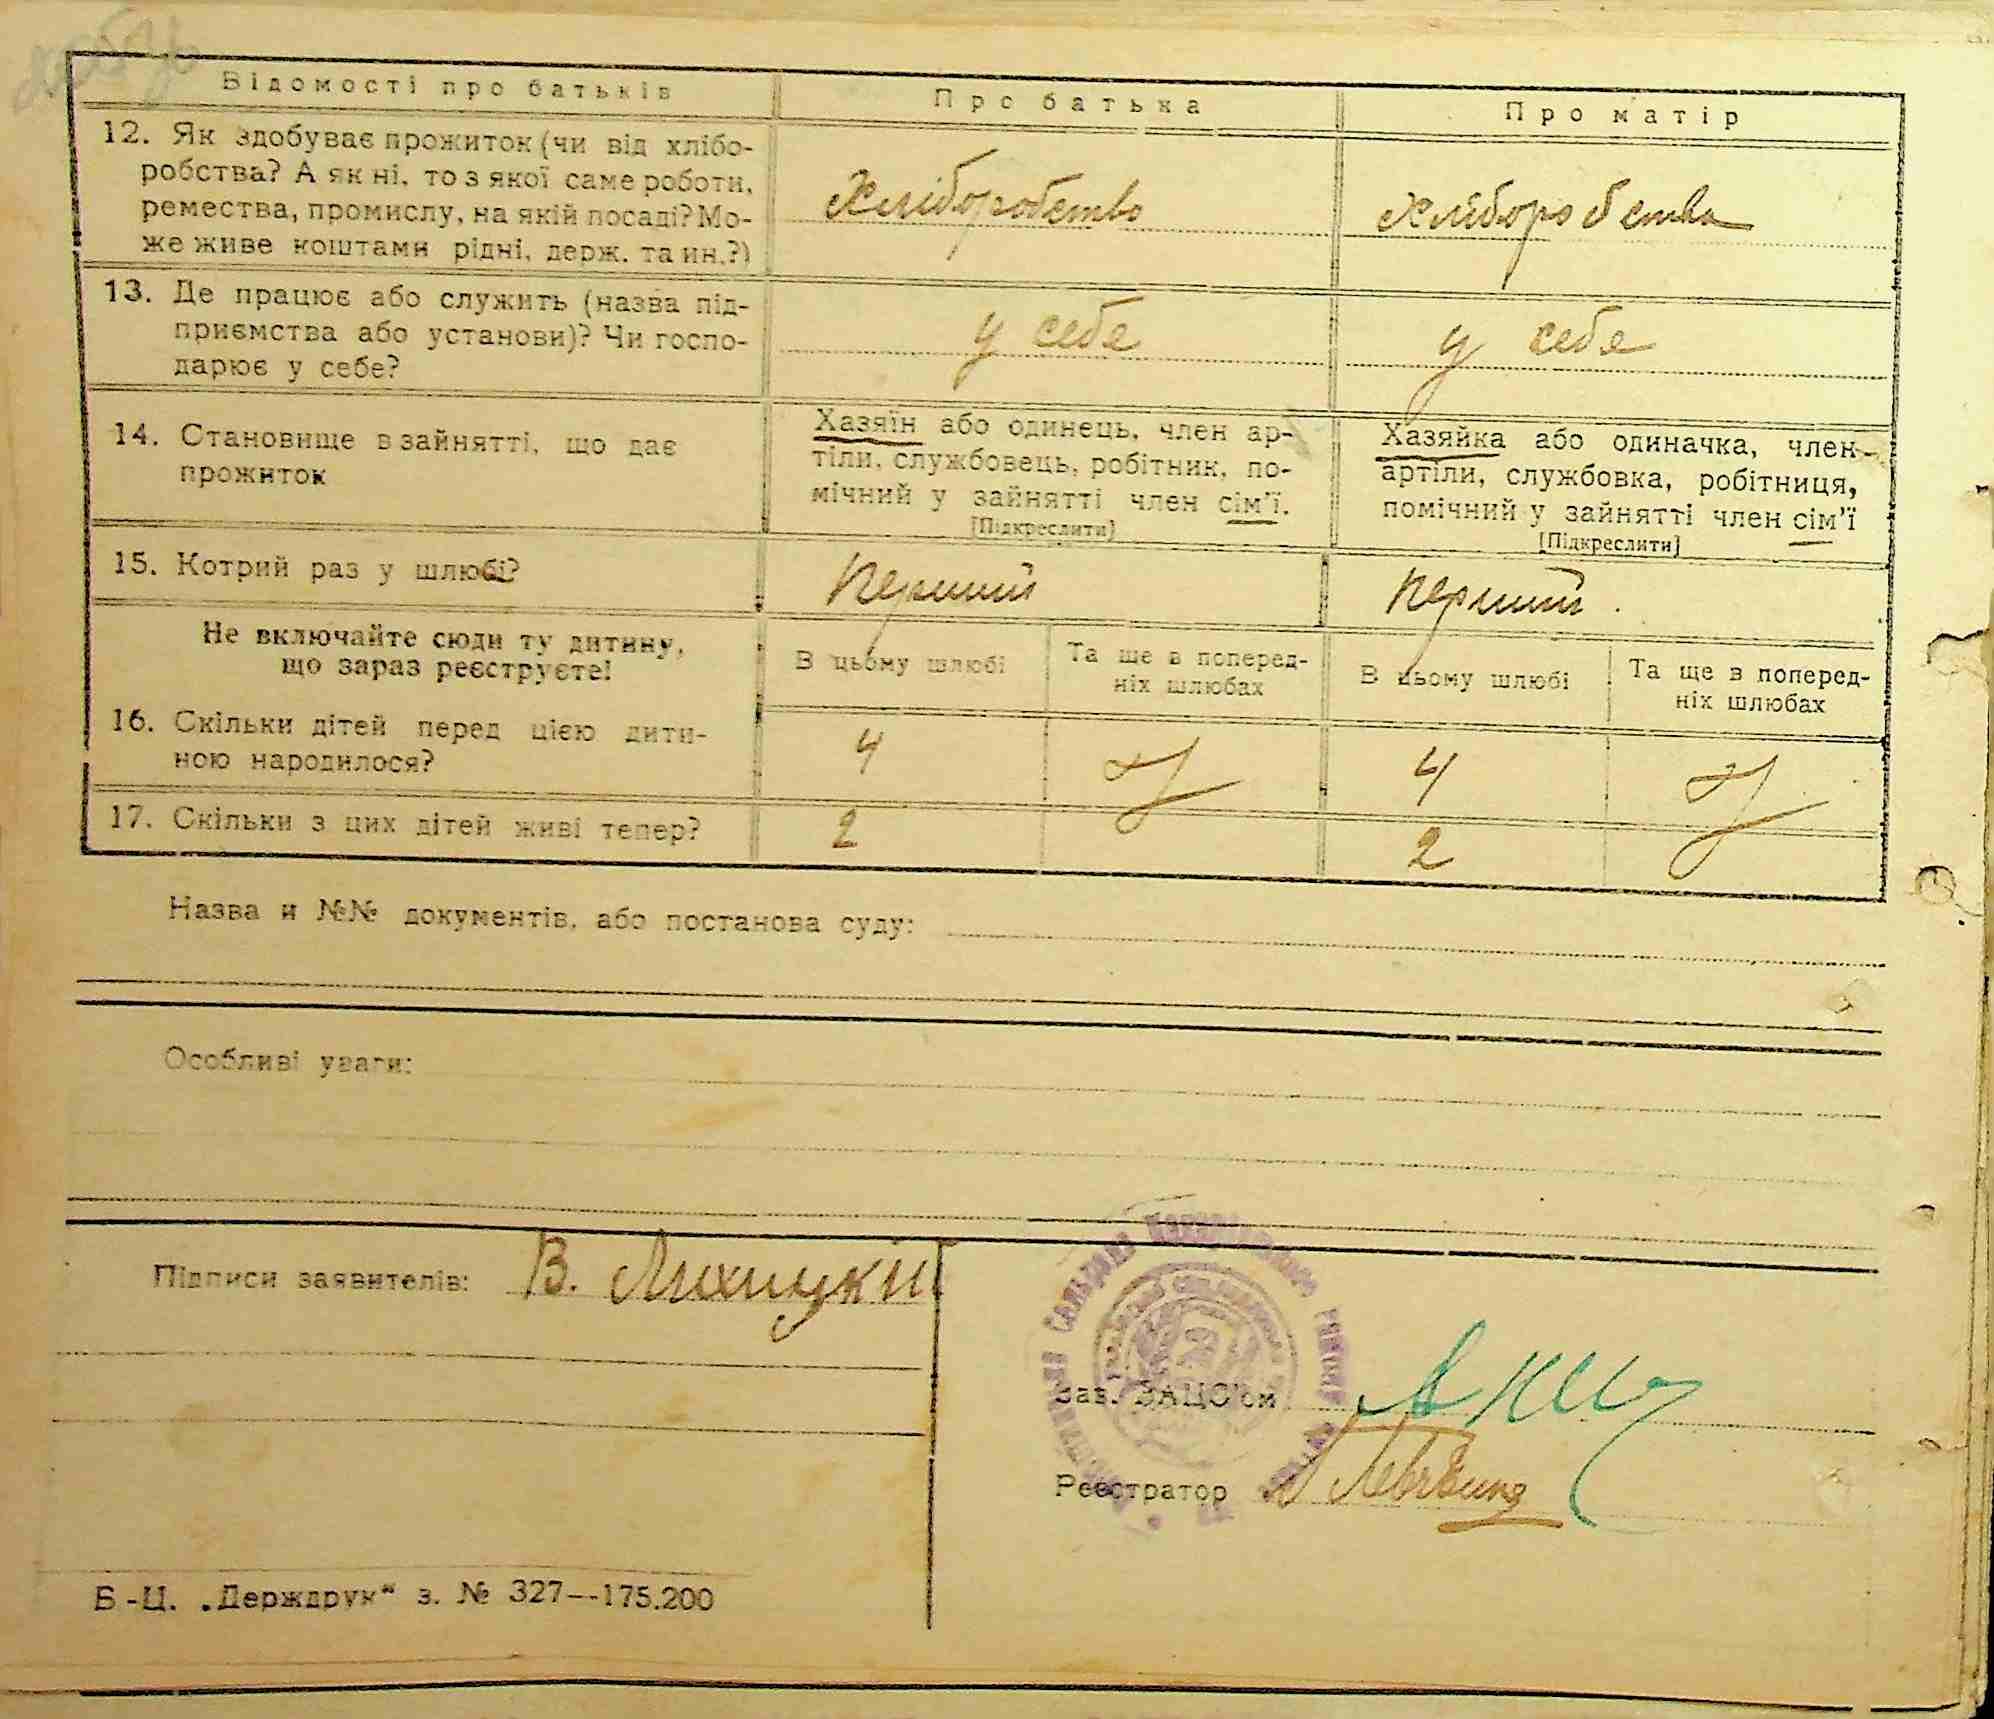 Відомості про батьків
Про батька
Про матір
12. Як здобуває прожиток (чи від хлібо-
робства? А як ні, то з якої саме роботи,
ремества, промислу, на якій посаді? Мо-
же живе коштами рідні, держ. та ин.?)
Хліборобство
Хліборобства
13. Де працює або служить (назва під-
приємства або установи)? Чи госпо-
дарює у себе?
у себе
у себе
14. Становище в зайнятті, що дає
прожиток
Хазяїн або одинець, член ар-
тіли, службовець, робітник, по-
мічний у зайнятті член сім'ї.
[Підкреслити]
Хазяйка або одиначка, член
артіли, службовка, робітниця,
помічний у зайнятті член сім'ї
[Підкреслити]
15. Котрий раз у шлюбі?
перший
перший
Не включайте сюди ту дитину,
що зараз реєструєте!
В цьому шлюбі
Та ще в поперед-
ніх шлюбах
В цьому шлюбі
Та ще в поперед-
ніх шлюбах
16. Скільки дітей перед цією дити-
ною народилося?
4
4
17. Скільки з цих дітей живі тепер?
2
2
Назва и №№ документів, або постанова суду:
Особливі уваги:
Підписи заявителів: В. Лихицкий
Зав. ЗАЦС'ом
Реєстратор
Б-Ц. „Держдрук" з. № 327--175.200